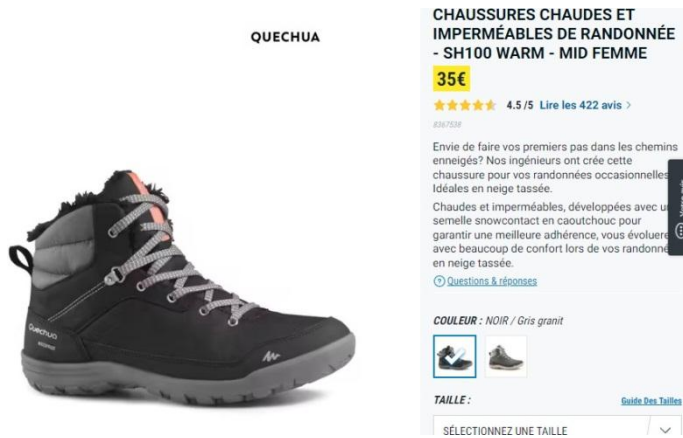 QUECHUA
CHAUSSURES CHAUDES ET
IMPERMÉABLES DE RANDONNÉE
- SH100 WARM - MID FEMME
35€
4.5 /5 Lire les 422 avis >
8367538
Envie de faire vos premiers pas dans les chemins
enneigés? Nos ingénieurs ont crée cette
chaussure pour vos randonnées occasionnelles
Idéales en neige tassée.
Chaudes et imperméables, développées avec
semelle snowcontact en caoutchouc pour
garantir une meilleure adhérence, vous
avec beaucoup de confort lors de vos
en neige tassée.
Questions & réponses
COULEUR : NOIR / Gris granit
TAILLE :
Guide Des Tailles
SÉLECTIONNEZ UNE TAILLE
Quechua